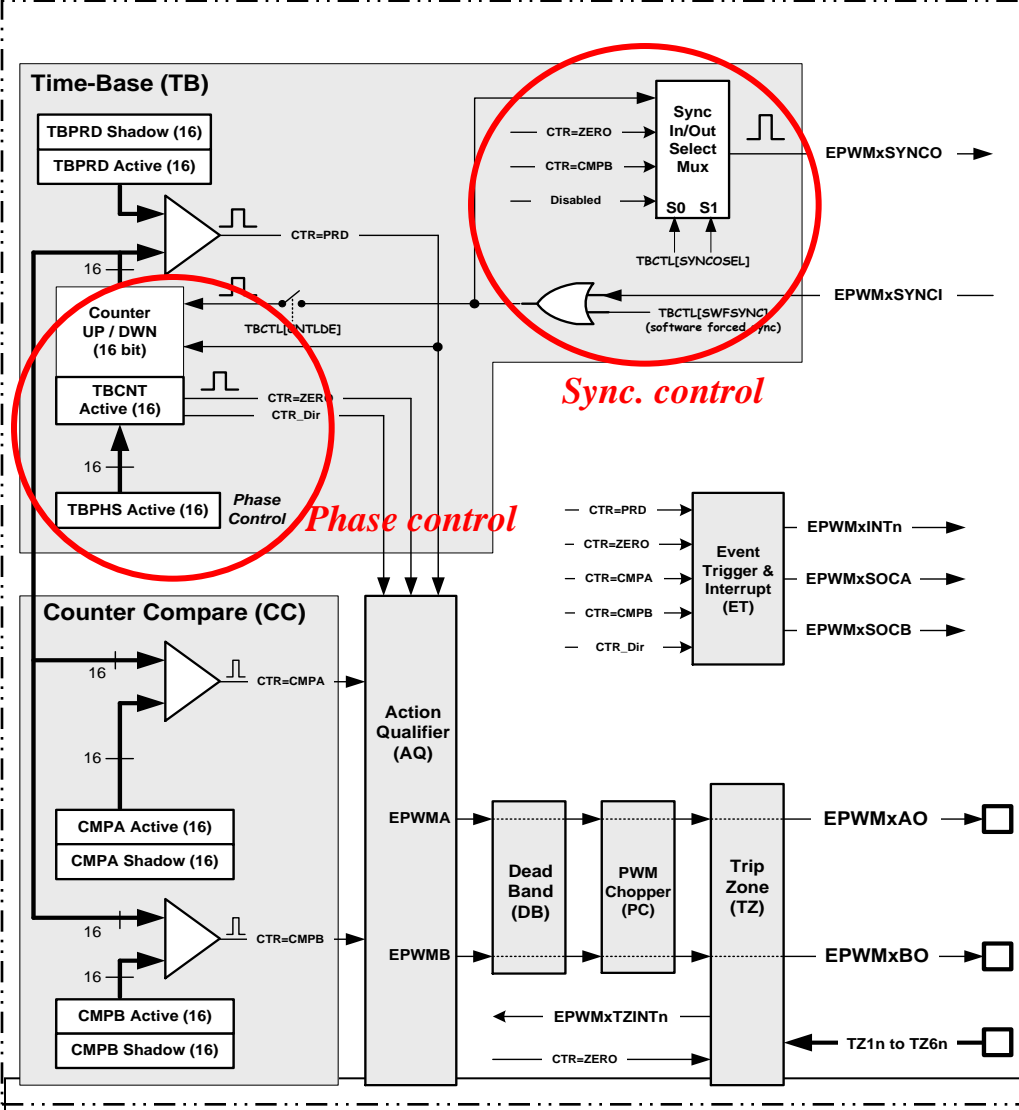 Time-Base (TB)
TBPRD Shadow (16)
TBPRD Active (16)
CTR=PRD
16
Counter
UP / DWN
(16 bit)
TBCTL[CNTLDE]
TBCNT
Active (16)
CTR=ZERO
CTR_Dir
16
TBPHS Active (16)
Phase
Control
Phase control
CTR=ZERO
CTR=CMPB
Disabled
Sync
In/Out
Select
Mux
S0 S1
TBCTL[SYNCOSEL]
EPWMxSYNCO
EPWMxSYNCI
TBCTL[SWFSYNC]
(software forced sync)
Sync. control
CTR=PRD
CTR=ZERO
CTR=CMPA
CTR=CMPB
CTR_Dir
Event
Trigger &
Interrupt
(ET)
EPWMxINTn
EPWMxSOCA
EPWMxSOCB
Counter Compare (CC)
16
CTR=CMPA
16
CMPA Active (16)
CMPA Shadow (16)
16
CTR=CMPB
16
CMPB Active (16)
CMPB Shadow (16)
Action
Qualifier
(AQ)
EPWMA
EPWMB
Dead
Band
(DB)
PWM
Chopper
(PC)
Trip
Zone
(TZ)
EPWMxAO
EPWMxBO
EPWMxTZINTn
CTR=ZERO
TZ1n to TZ6n